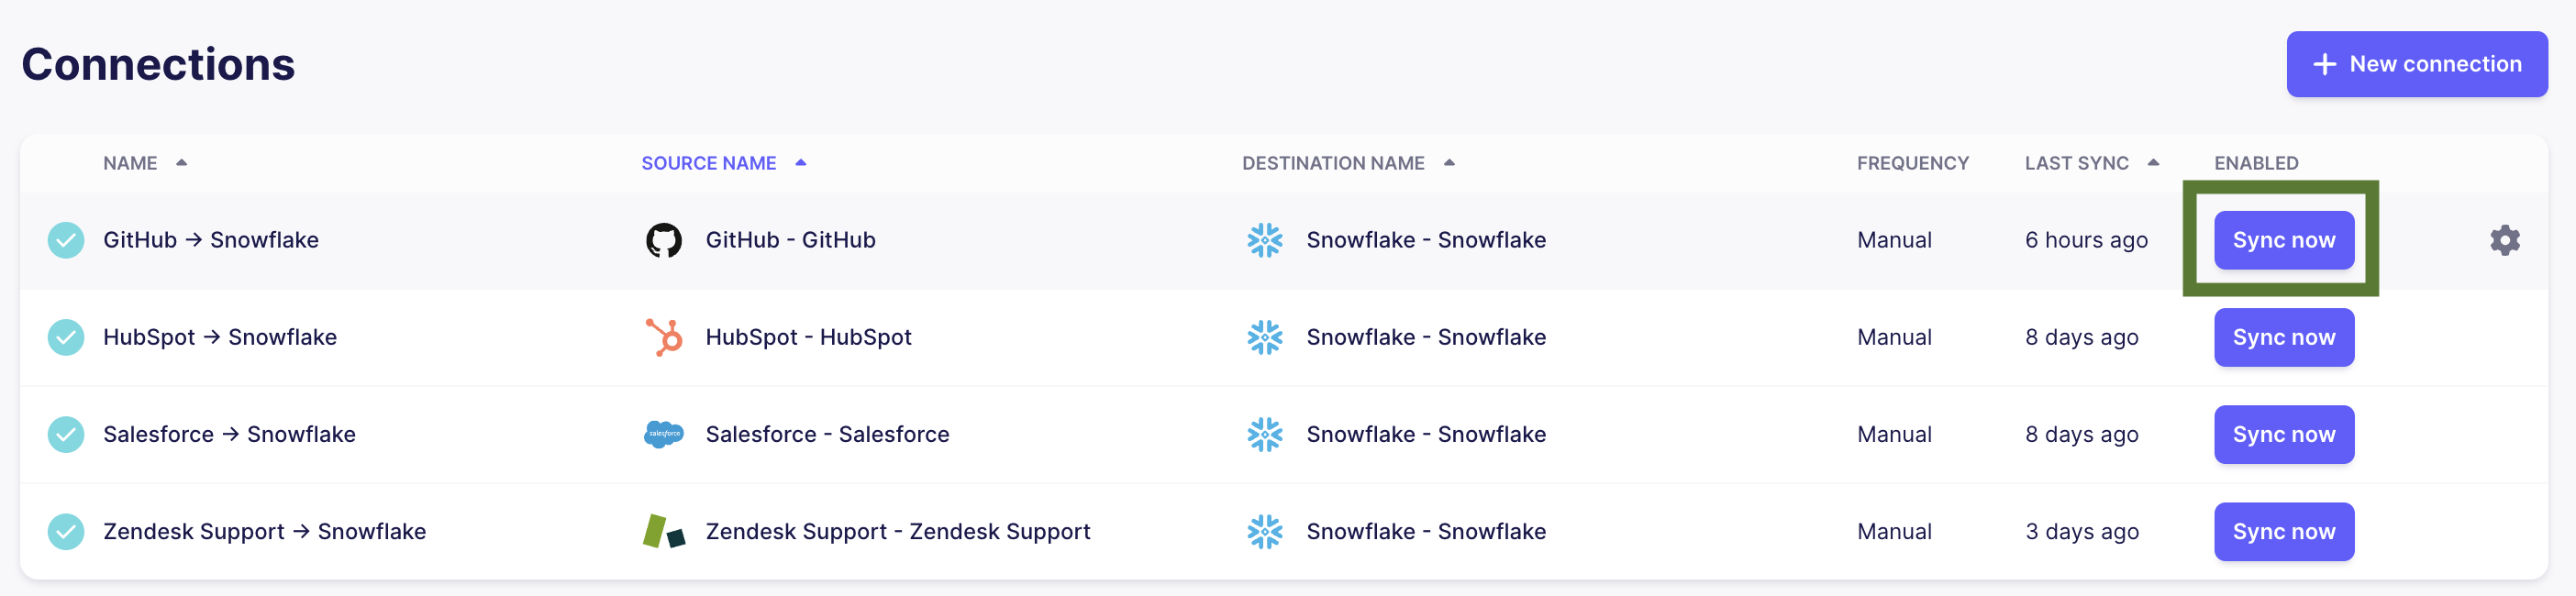 Connections
New connection
NAME SOURCE NAME DESTINATION NAME FREQUENCY LAST SYNC ENABLED
GitHub → Snowflake GitHub - GitHub Snowflake - Snowflake Manual 6 hours ago Sync now
HubSpot → Snowflake HubSpot - HubSpot Snowflake - Snowflake Manual 8 days ago Sync now
Salesforce → Snowflake salesforce Salesforce - Salesforce Snowflake - Snowflake Manual 8 days ago Sync now
Zendesk Support → Snowflake Zendesk Support - Zendesk Support Snowflake - Snowflake Manual 3 days ago Sync now